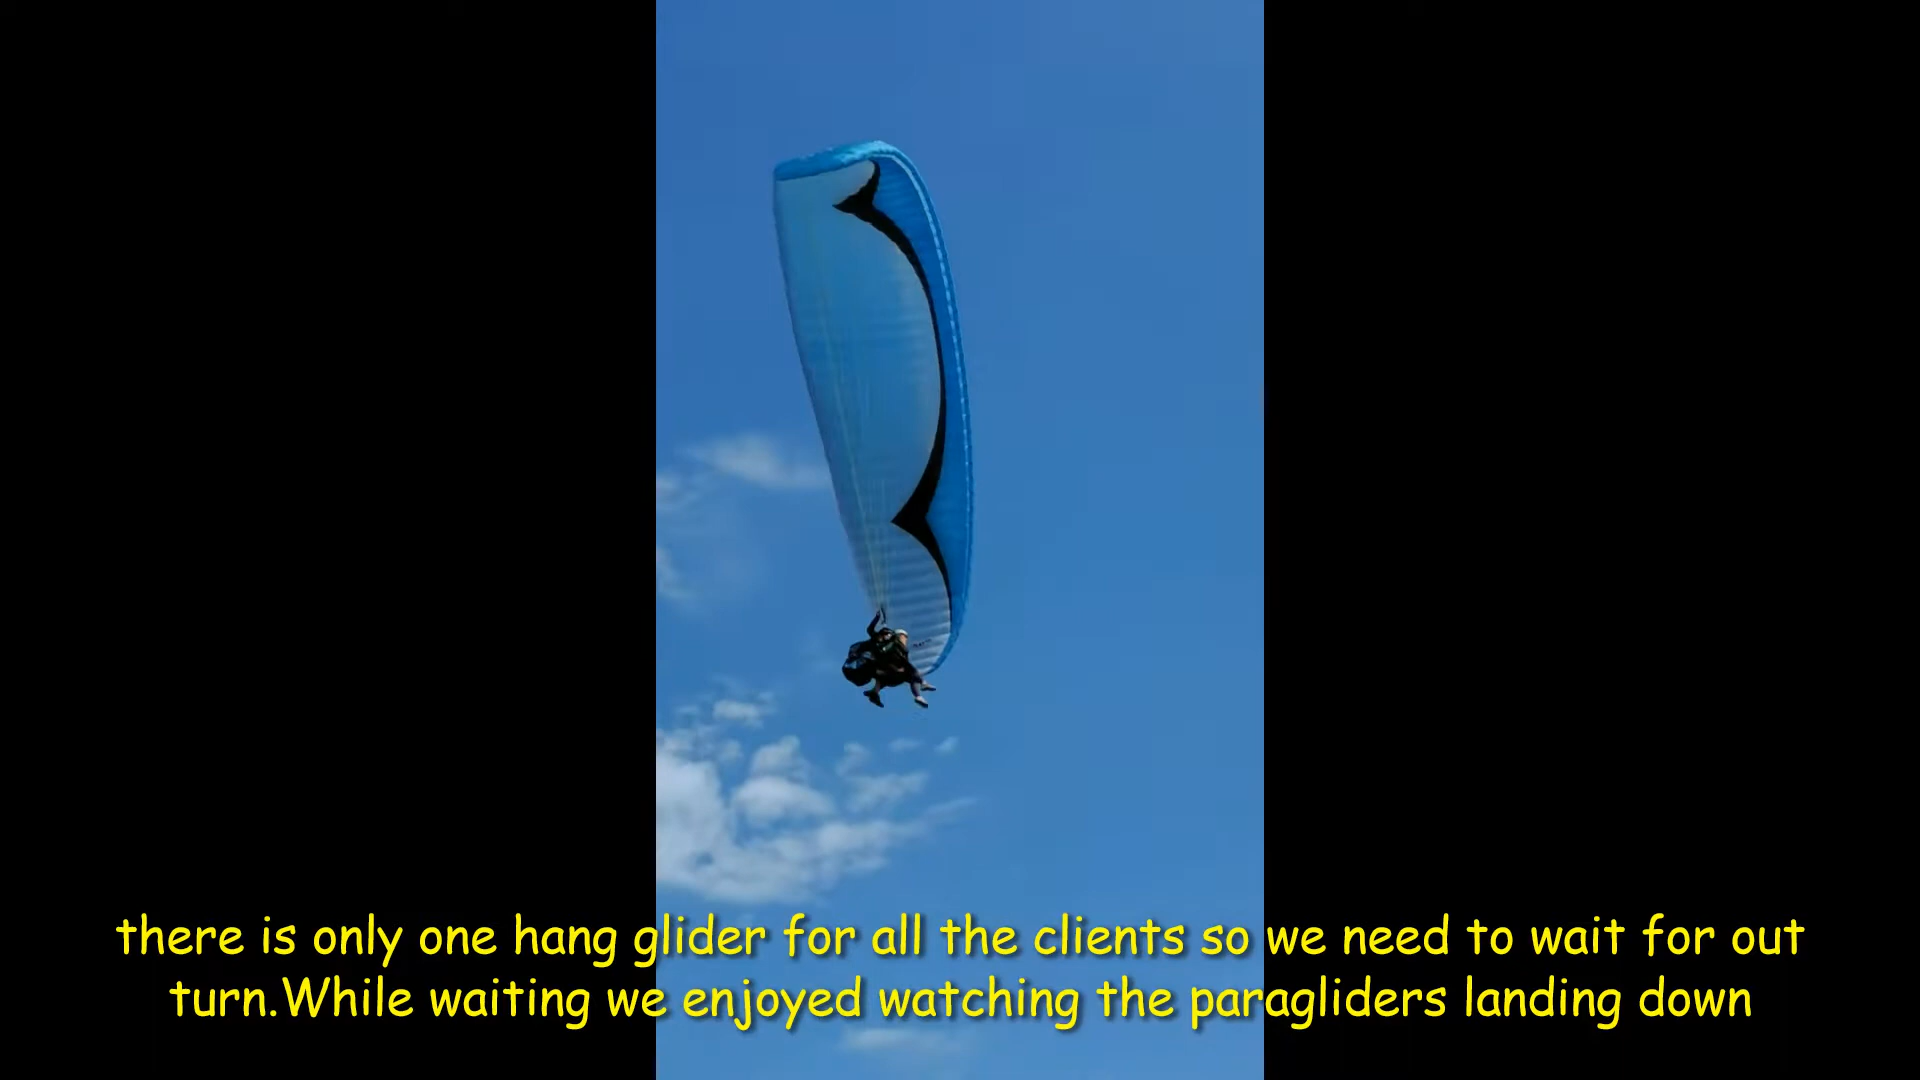 there is only one hang glider for all the clients so we need to wait for out
turn.While waiting we enjoyed watching the paragliders landing down